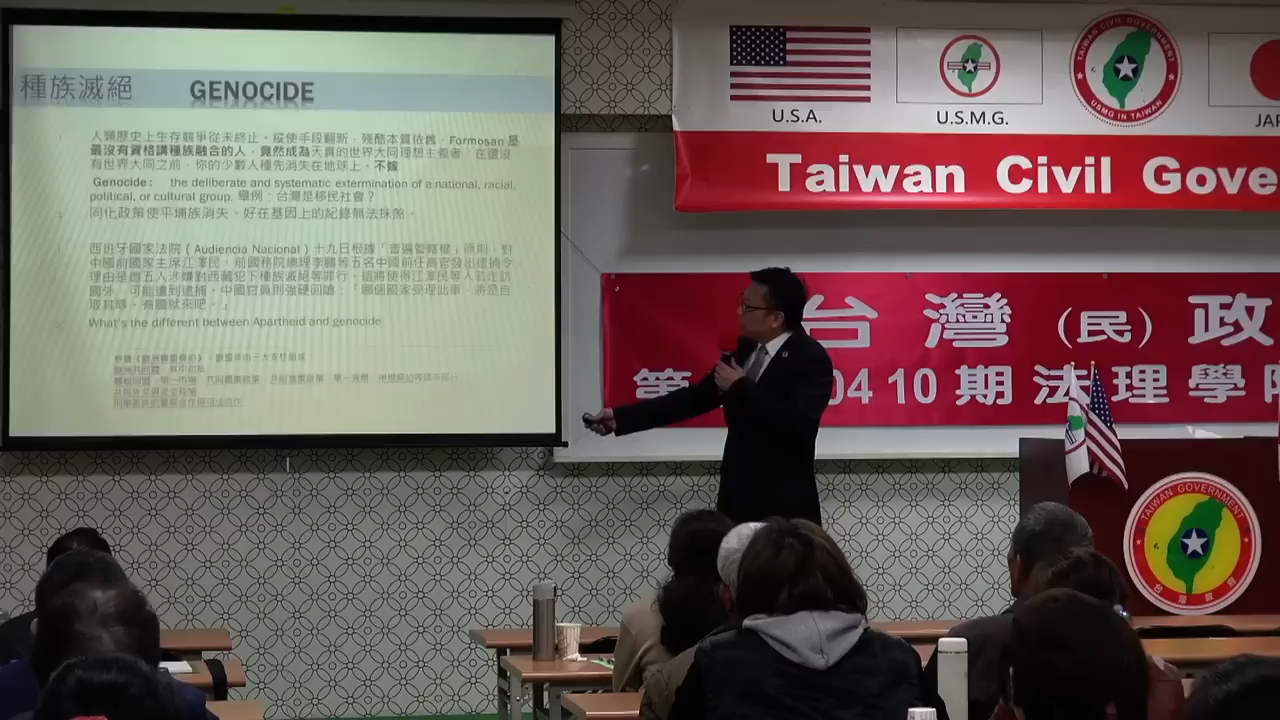 種族滅絕 GENOCIDE
人類歷史上生存競爭從未終止，縱使手段翻新，殘酷本質依舊，Formosan 是
最沒有資格講種族融合的人，竟然成為天真的世界大同理想主義者，在還沒
有世界大同之前，你的少數人種先消失在地球上，不嫁
Genocide： the deliberate and systematic extermination of a national, racial,
political, or cultural group. 舉例：台灣是移民社會？
同化政策使平埔族消失，好在基因上的紀錄無法抹煞。
西班牙國家法院（Audiencia Nacional）十九日根據「普遍管轄權」原則，對
中國前國家主席江澤民、前國務院總理李鵬等五名中國前任高官發出逮捕令
理由是這五人涉嫌對西藏犯下種族滅絕等罪行，這將使得江澤民等人若走訪
國外，可能遭到逮捕。中國官員則強硬回嗆：「哪個國家受理此事，將是自
取其辱，有膽就來吧。」
What's the different between Apartheid and genocide
U.S.A.
U.S.M.G.
TAIWAN CIVIL GOVERNMENT
USMG IN TAIWAN
JAP
Taiwan Civil Gove
台灣（民）政
第 04 10 期法理學
TAIWAN GOVERNMENT
台灣政府